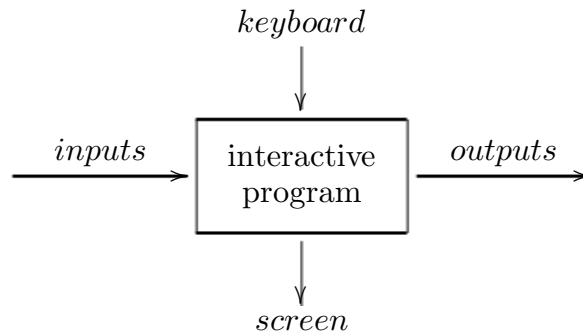 keyboard
inputs
interactive
program
outputs
screen